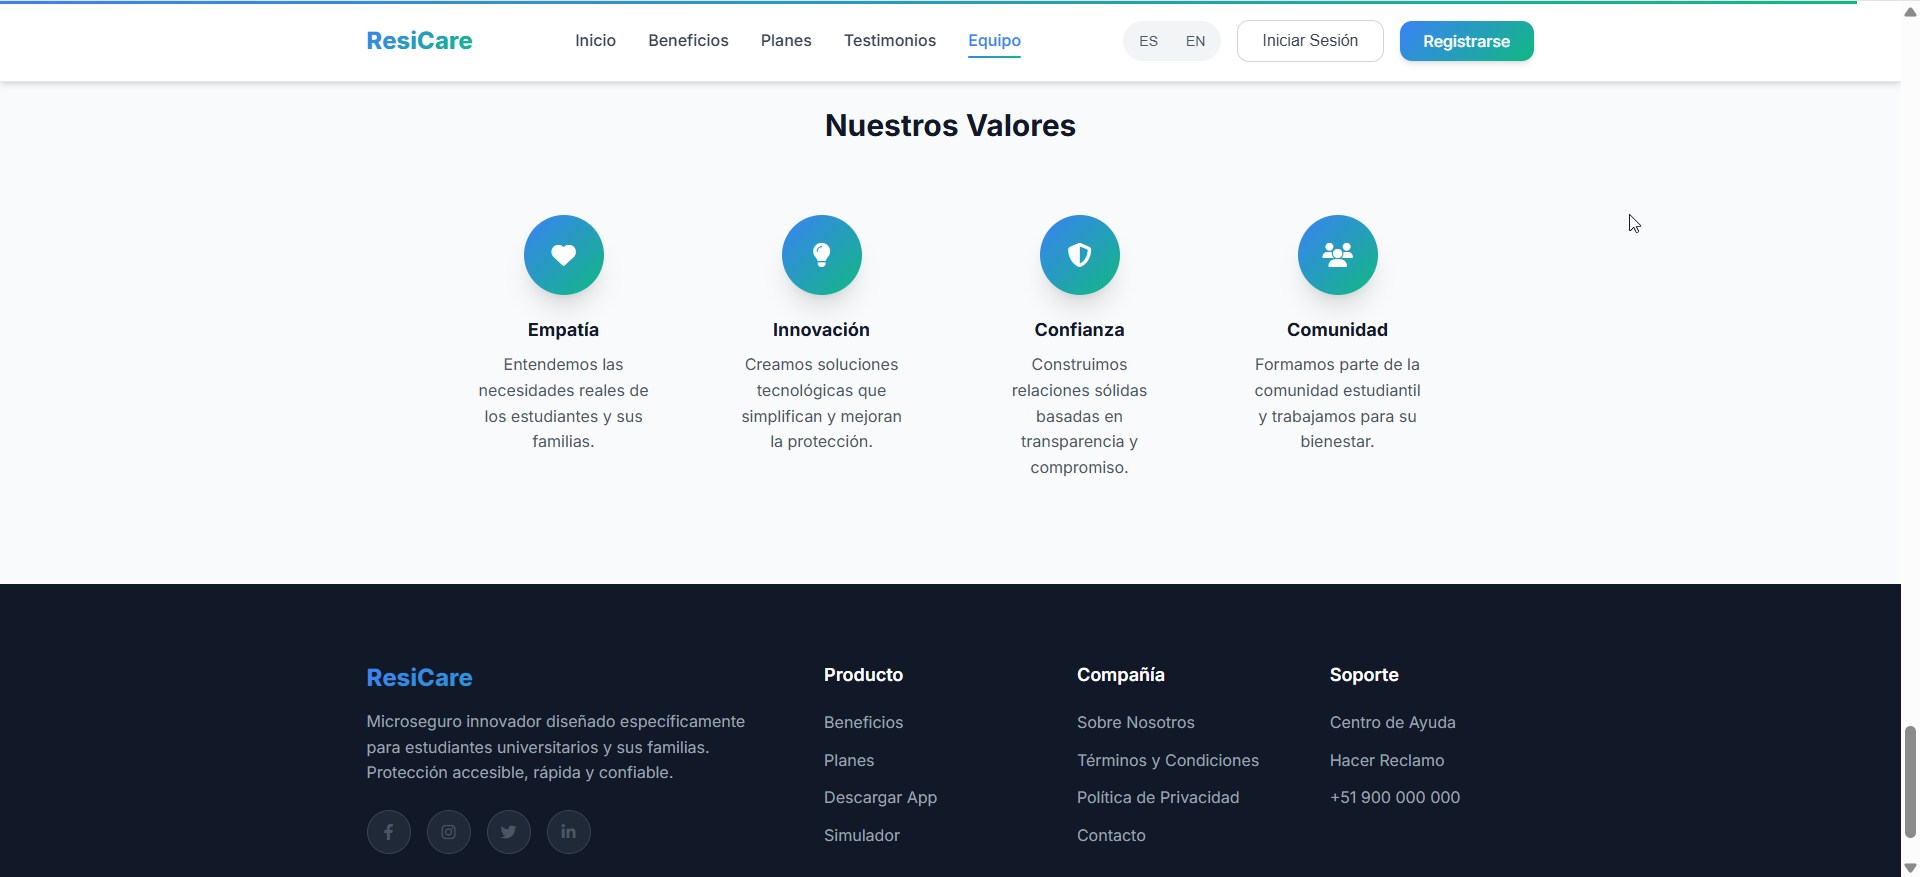 ResiCare
Inicio
Beneficios
Planes
Testimonios
Equipo
ES
EN
Iniciar Sesión
Registrarse
Nuestros Valores
Empatía
Entendemos las
necesidades reales de
los estudiantes y sus
familias.
Innovación
Creamos soluciones
tecnológicas que
simplifican y mejoran
la protección.
Confianza
Construimos
relaciones sólidas
basadas en
transparencia y
compromiso.
Comunidad
Formamos parte de la
comunidad estudiantil
y trabajamos para su
bienestar.
ResiCare
Microseguro innovador diseñado específicamente
para estudiantes universitarios y sus familias.
Protección accesible, rápida y confiable.
Producto
Beneficios
Planes
Descargar App
Simulador
Compañía
Sobre Nosotros
Términos y Condiciones
Política de Privacidad
Contacto
Soporte
Centro de Ayuda
Hacer Reclamo
+51 900 000 000